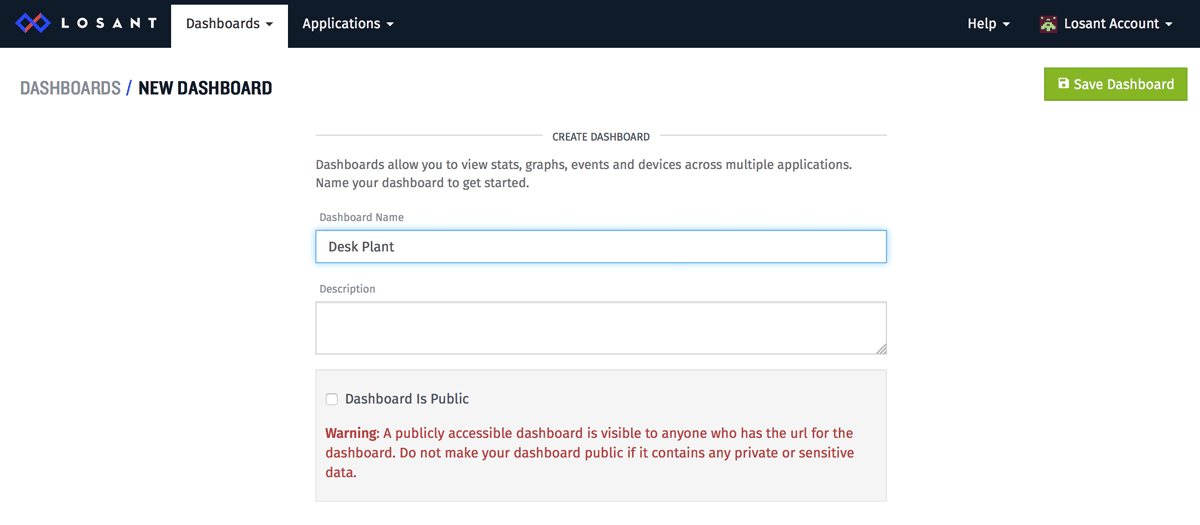 LOSANT Dashboards Applications Help Losant Account
DASHBOARDS / NEW DASHBOARD Save Dashboard
CREATE DASHBOARD
Dashboards allow you to view stats, graphs, events and devices across multiple applications.
Name your dashboard to get started.
Dashboard Name
Desk Plant
Description
Dashboard Is Public
Warning: A publicly accessible dashboard is visible to anyone who has the url for the
dashboard. Do not make your dashboard public if it contains any private or sensitive
data.